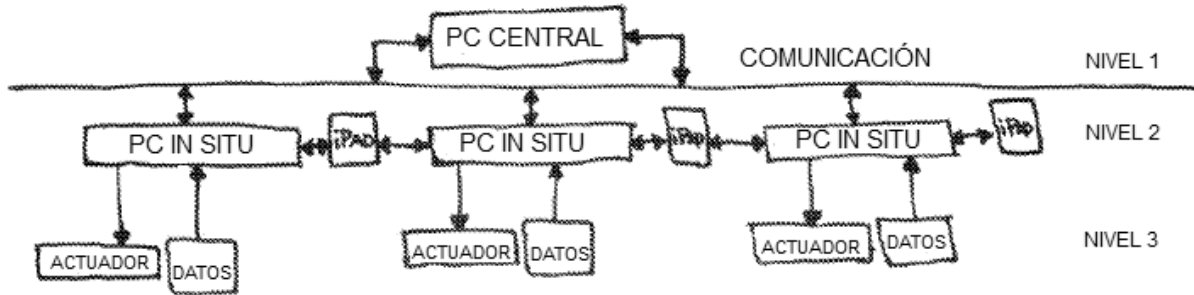 PC CENTRAL
COMUNICACIÓN
NIVEL 1
PC IN SITU
iPAD
PC IN SITU
iPAD
PC IN SITU
iPAD
NIVEL 2
ACTUADOR
DATOS
ACTUADOR
DATOS
ACTUADOR
DATOS
NIVEL 3